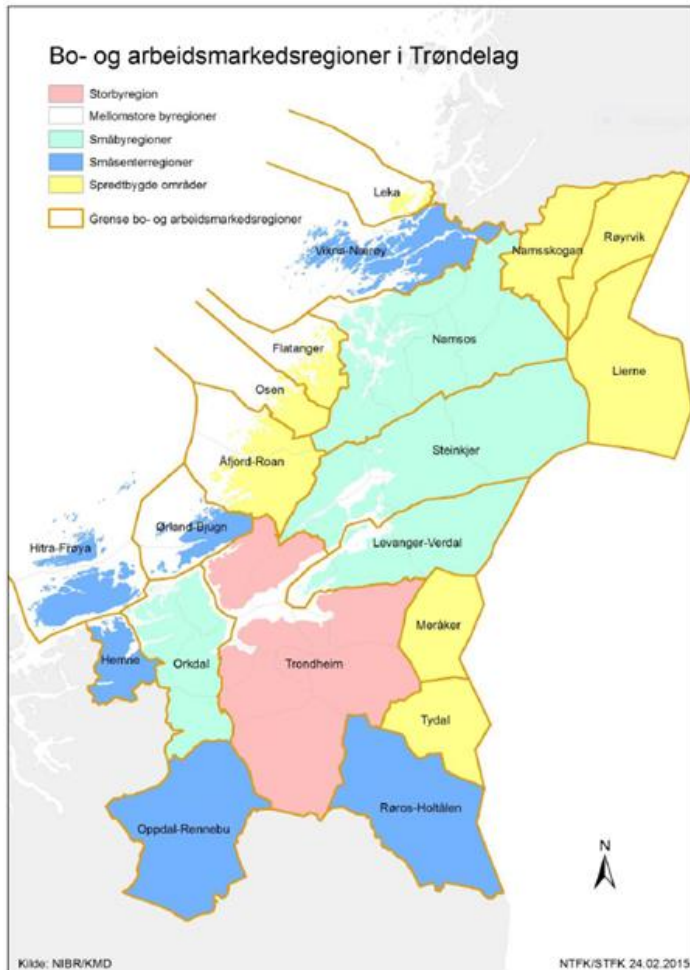 Bo- og arbeidsmarkedsregioner i Trøndelag
Storbyregion
Mellomstore byregioner
Småbyregioner
Småsenterregioner
Spredtbygde områder
Grense bo- og arbeidsmarkedsregioner
Leka
Vikna-Nærøy
Namsskogan
Røyrvik
Flatanger
Namsos
Lierne
Osen
Steinkjer
Åfjord-Roan
Ørland-Bjugn
Levanger-Verdal
Hitra-Frøya
Meråker
Hemne
Orkdal
Trondheim
Tydal
Røros-Holtålen
Oppdal-Rennebu
N
Kilde: NIBR/KMD
NTFK/STFK 24.02.2015